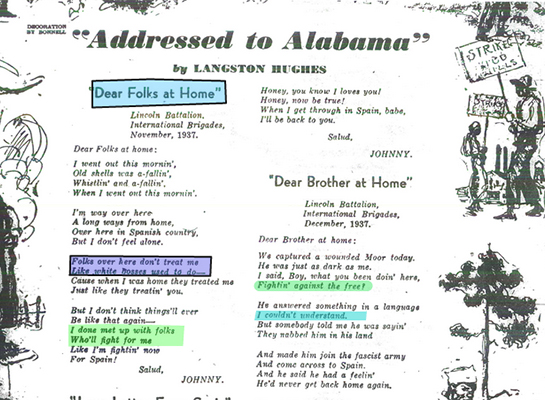 DECORATION
BY BONNELL
"Addressed to Alabama"
by LANGSTON HUGHES
"Dear Folks at Home"
Lincoln Battalion,
International Brigades,
November, 1937.
Dear Folks at home:
I went out this mornin',
Old shells was a-fallin',
Whistlin' and a-fallin',
When I went out this mornin'.
I'm way over here
A long ways from home,
Over here in Spanish country,
But I don't feel alone.
Folks over here don't treat me
Like white bosses used to do—
Cause when I was home they treated me
Just like they treatin' you.
But I don't think things'll ever
Be like that again—
I done met up with folks
Who'll fight for me
Like I'm fightin' now
For Spain!
Salud,
JOHNNY.
Honey, you know I loves you!
Honey, now be true!
When I get through in Spain, babe,
I'll be back to you.
Salud,
JOHNNY.
"Dear Brother at Home"
Lincoln Battalion,
International Brigades,
December, 1937.
Dear Brother at home:
We captured a wounded Moor today.
He was just as dark as me.
I said, Boy, what you been doin' here,
Fightin' against the free?
He answered something in a language
I couldn't understand.
But somebody told me he was sayin'
They nabbed him in his land
And made him join the fascist army
And come across to Spain.
And he said he had a feelin'
He'd never get back home again.
STRIKE
MILLS